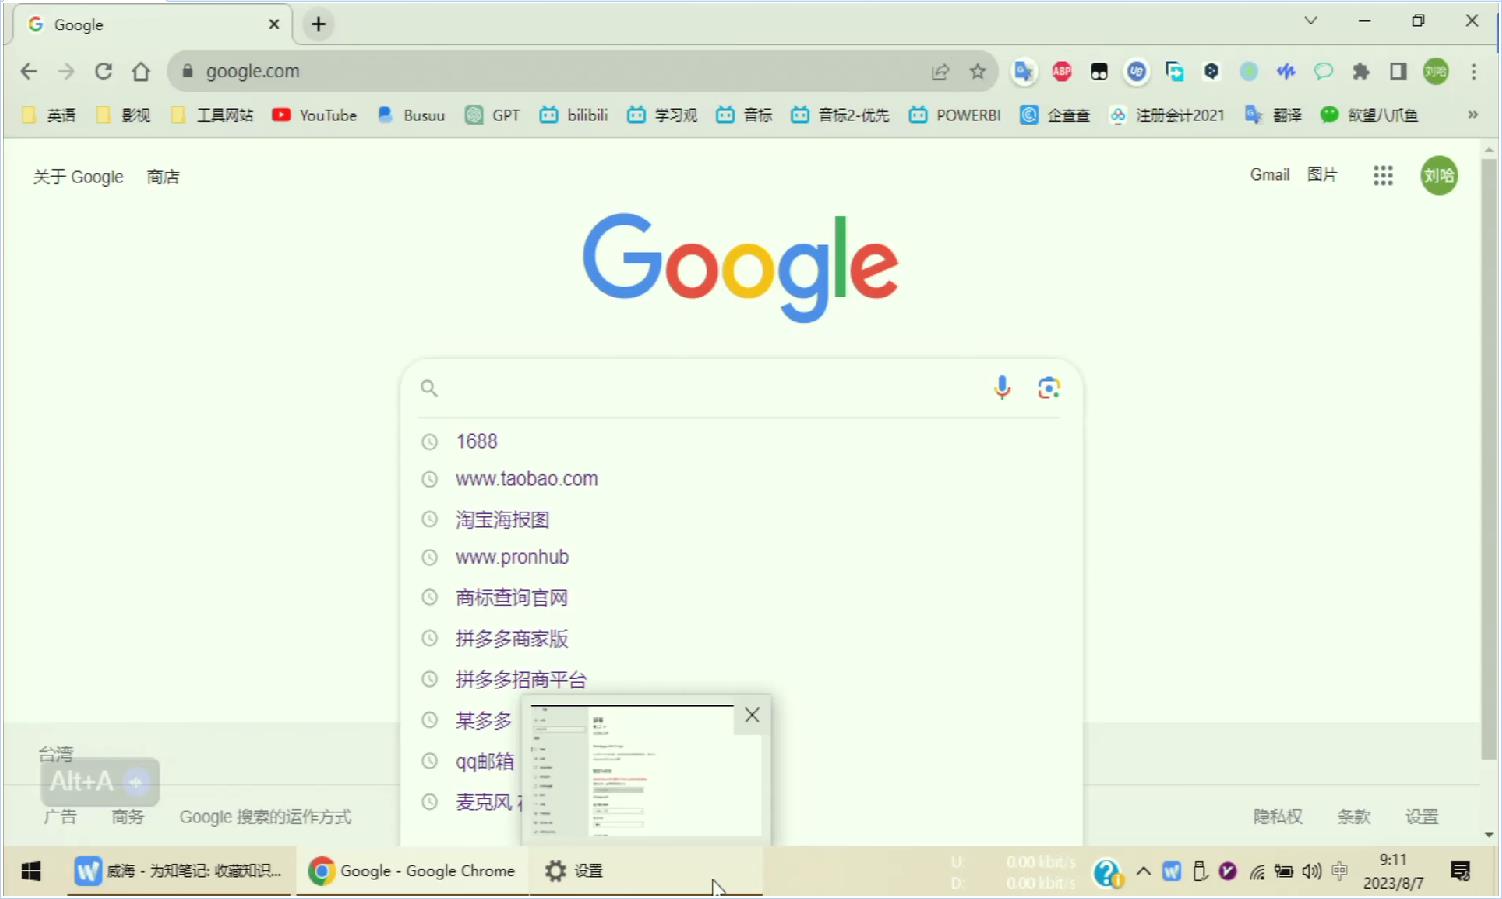 Google
google.com
ABP
刘哈
英语 影视 工具网站 YouTube Busuu GPT bilibili 学习观 音标 音标2-优先 POWERBI 企查查 注册会计2021 翻译 欲望八爪鱼 »
关于 Google 商店
Gmail 图片
刘哈
Google
1688
www.taobao.com
淘宝海报图
www.pronhub
商标查询官网
拼多多商家版
拼多多招商平台
某多多
qq邮箱
麦克风
台湾
Alt+A
广告 商务 Google 搜索的运作方式
隐私权 条款 设置
威海 - 为知笔记: 收藏知识...
Google - Google Chrome
设置
U: 0.00 kbit/s
D: 0.00 kbit/s
中
9:11
2023/8/7